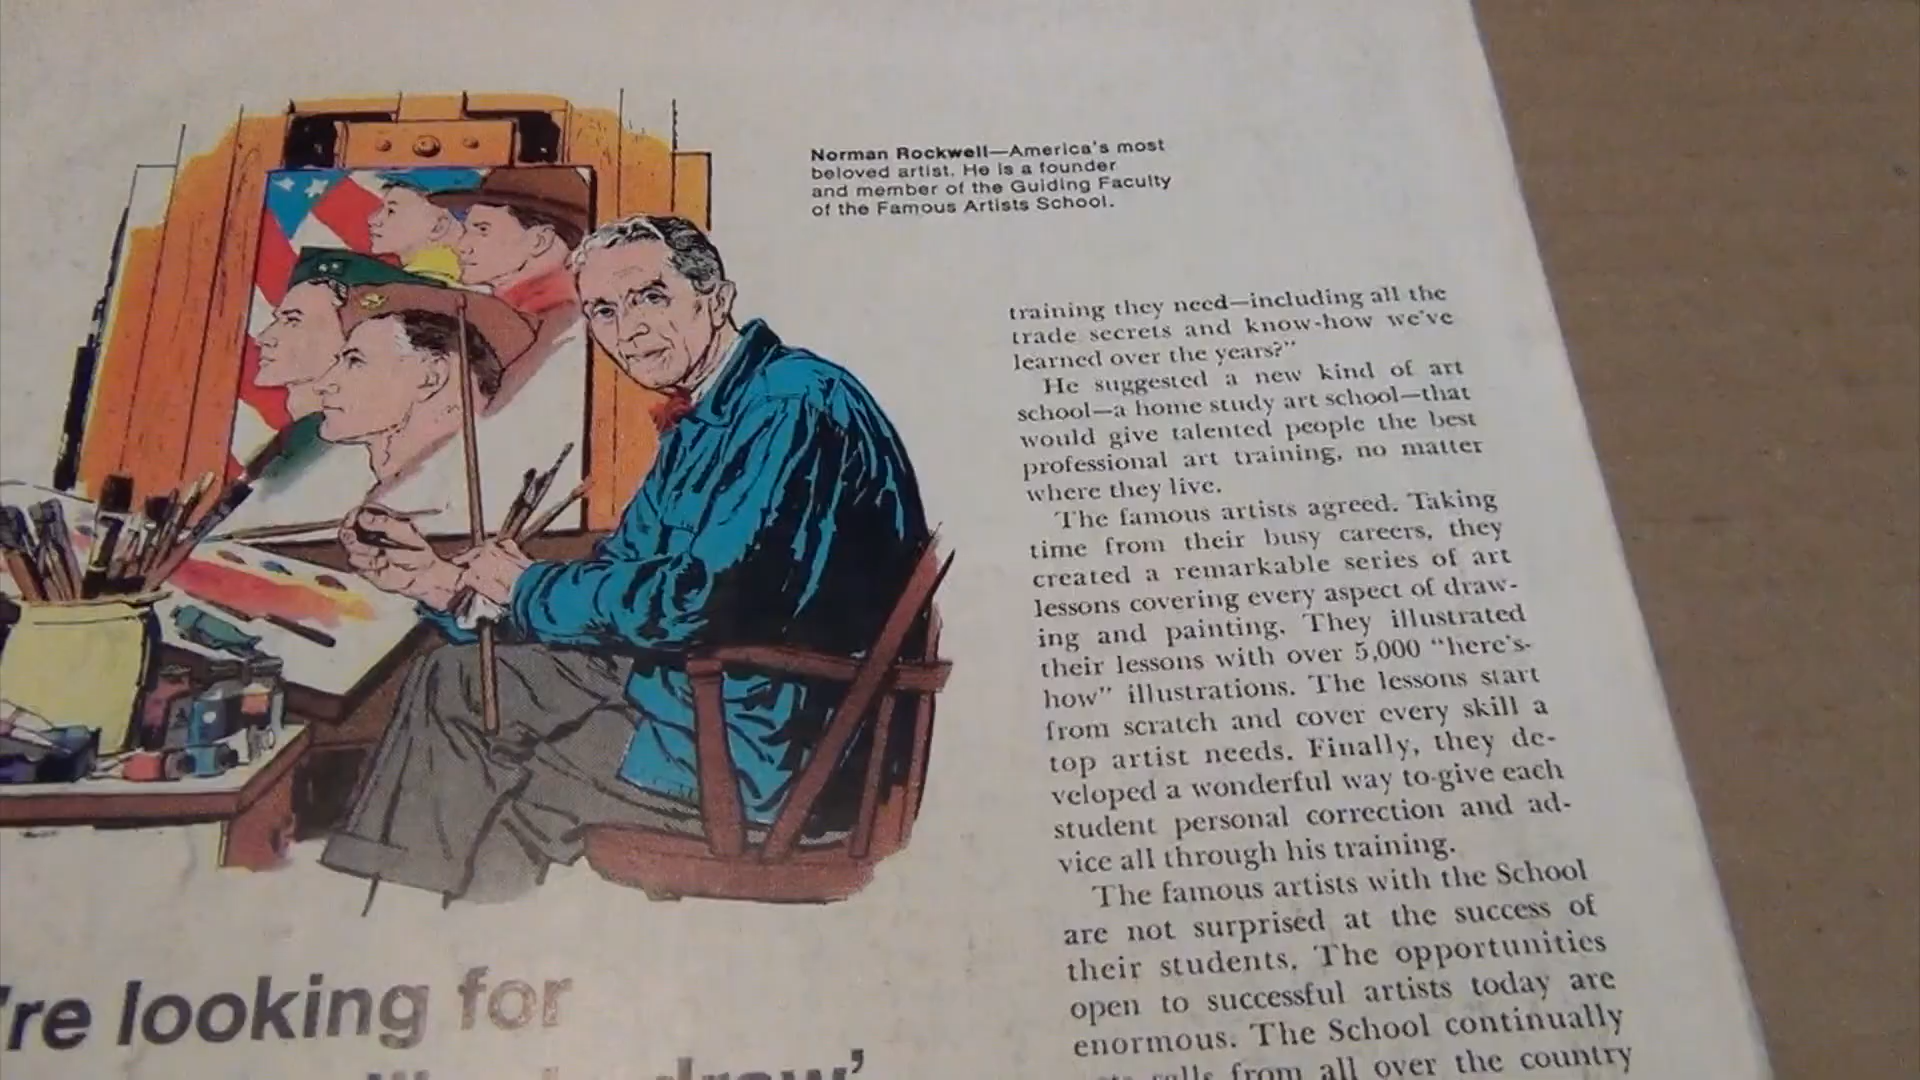 Norman Rockwell—America's most
beloved artist. He is a founder
and member of the Guiding Faculty
of the Famous Artists School.
training they need—including all the
trade secrets and know-how we've
learned over the years?"
He suggested a new kind of art
school—a home study art school—that
would give talented people the best
professional art training, no matter
where they live.
The famous artists agreed. Taking
time from their busy careers, they
created a remarkable series of art
lessons covering every aspect of draw-
ing and painting. They illustrated
their lessons with over 5,000 "here's-
how" illustrations. The lessons start
from scratch and cover every skill a
top artist needs. Finally, they de-
veloped a wonderful way to give each
student personal correction and ad-
vice all through his training.
The famous artists with the School
are not surprised at the success of
their students. The opportunities
open to successful artists today are
enormous. The School continually
calls from all over the country
're looking for
draw'